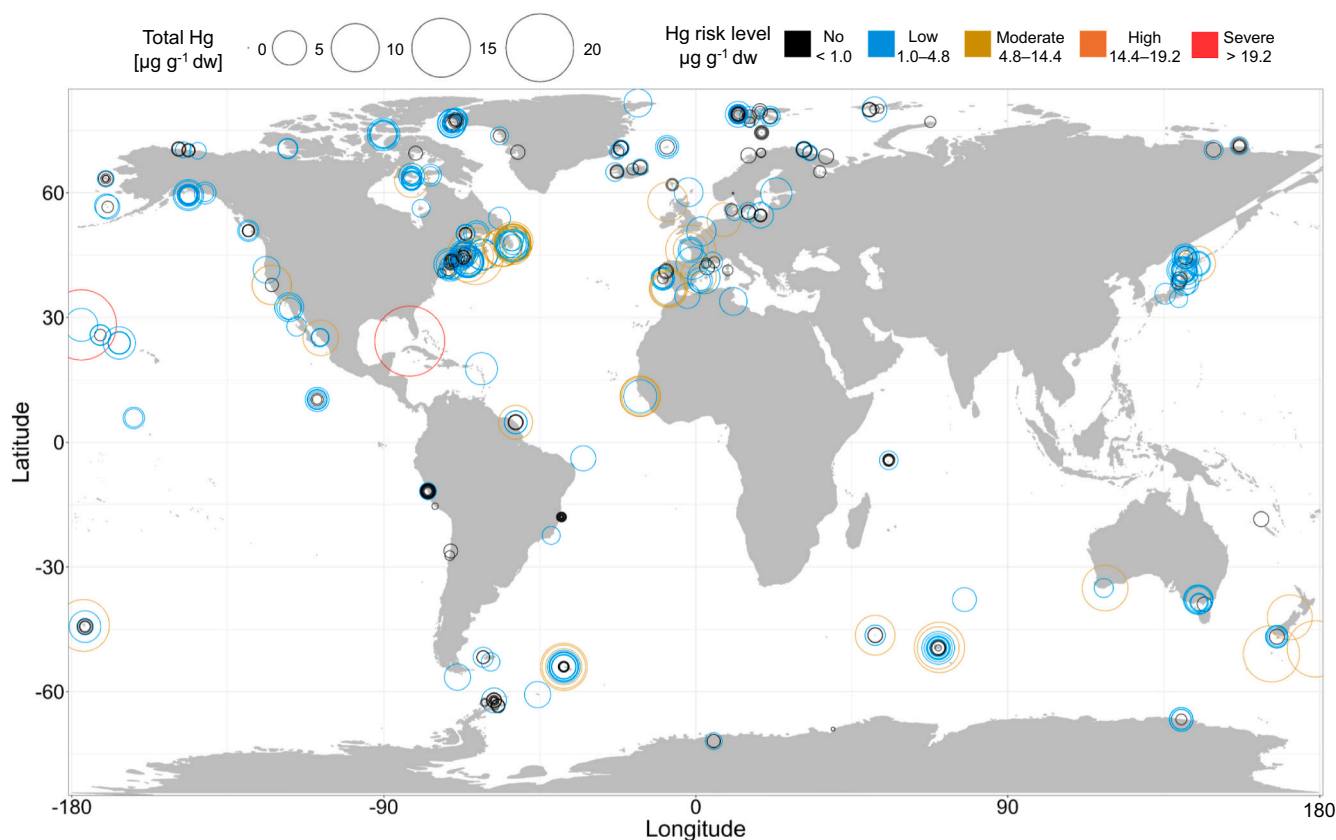 Total Hg
[µg g⁻¹ dw]
0 5 10 15 20
Hg risk level
µg g⁻¹ dw
No
< 1.0
Low
1.0–4.8
Moderate
4.8–14.4
High
14.4–19.2
Severe
> 19.2
60
30
0
-30
-60
Latitude
-180 -90 0 90 180
Longitude